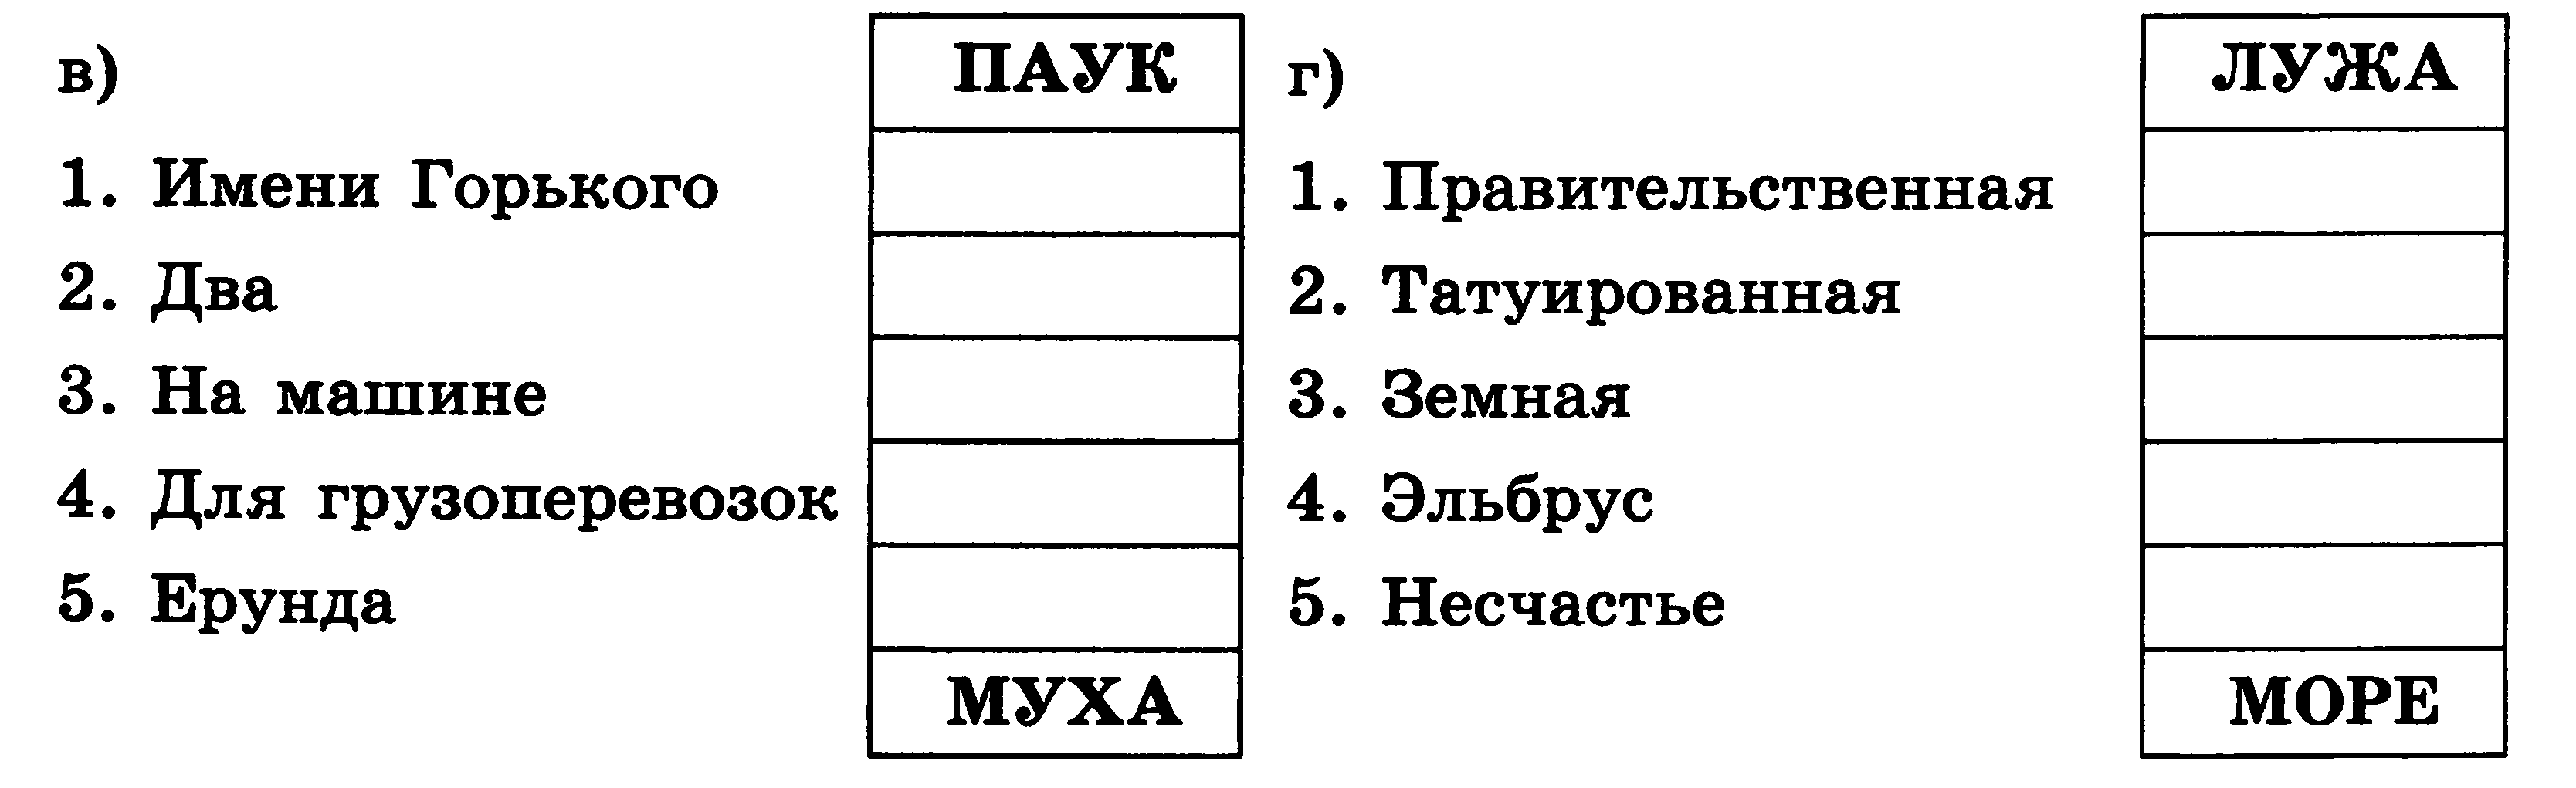 в)
1. Имени Горького
2. Два
3. На машине
4. Для грузоперевозок
5. Ерунда
ПАУК
МУХА
г)
1. Правительственная
2. Татуированная
3. Земная
4. Эльбрус
5. Несчастье
ЛУЖА
МОРЕ